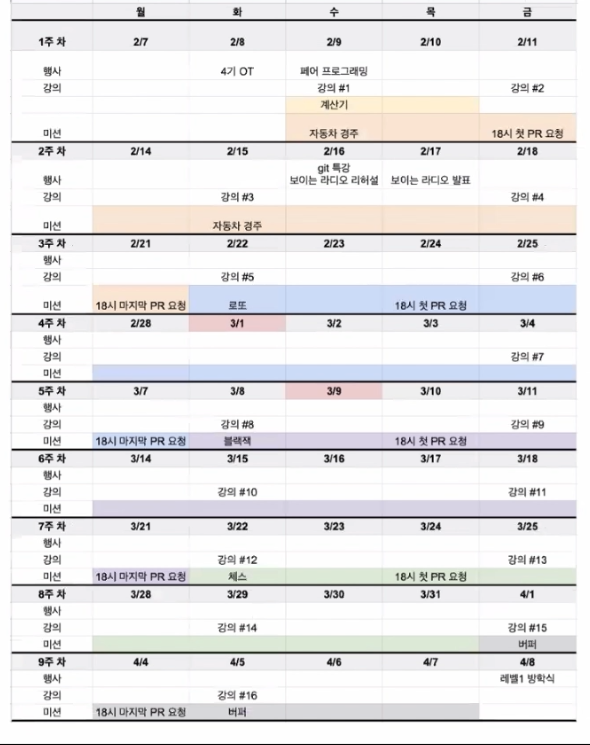 월 화 수 목 금
1주 차 2/7 2/8 2/9 2/10 2/11
행사 4기 OT 페어 프로그래밍
강의 강의 #1 강의 #2
계산기
미션 자동차 경주 18시 첫 PR 요청
2주 차 2/14 2/15 2/16 2/17 2/18
git 특강
행사 보이는 라디오 리허설 보이는 라디오 발표
강의 강의 #3 강의 #4
미션 자동차 경주
3주 차 2/21 2/22 2/23 2/24 2/25
행사
강의 강의 #5 강의 #6
미션 18시 마지막 PR 요청 로또 18시 첫 PR 요청
4주 차 2/28 3/1 3/2 3/3 3/4
행사
강의 강의 #7
미션
5주 차 3/7 3/8 3/9 3/10 3/11
행사
강의 강의 #8 강의 #9
미션 18시 마지막 PR 요청 블랙잭 18시 첫 PR 요청
6주 차 3/14 3/15 3/16 3/17 3/18
행사
강의 강의 #10 강의 #11
미션
7주 차 3/21 3/22 3/23 3/24 3/25
행사
강의 강의 #12 강의 #13
미션 18시 마지막 PR 요청 체스 18시 첫 PR 요청
8주 차 3/28 3/29 3/30 3/31 4/1
행사
강의 강의 #14 강의 #15
미션 버퍼
9주 차 4/4 4/5 4/6 4/7 4/8
행사 레벨1 방학식
강의 강의 #16
미션 18시 마지막 PR 요청 버퍼